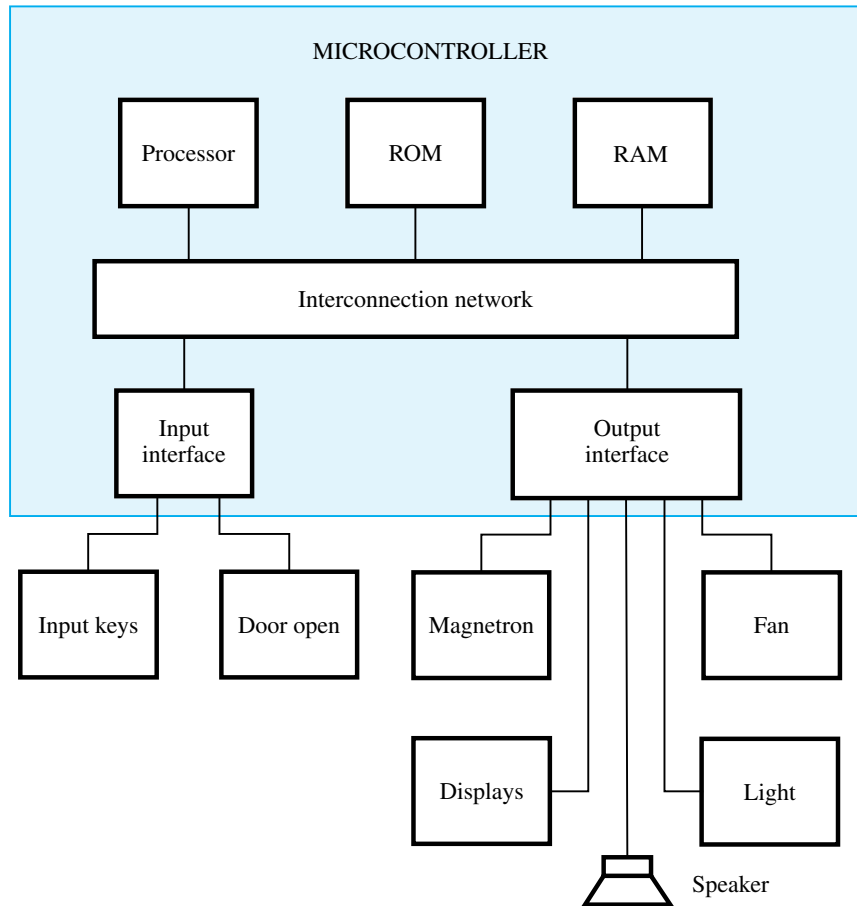 MICROCONTROLLER
Processor
ROM
RAM
Interconnection network
Input
interface
Output
interface
Input keys
Door open
Magnetron
Fan
Displays
Light
Speaker